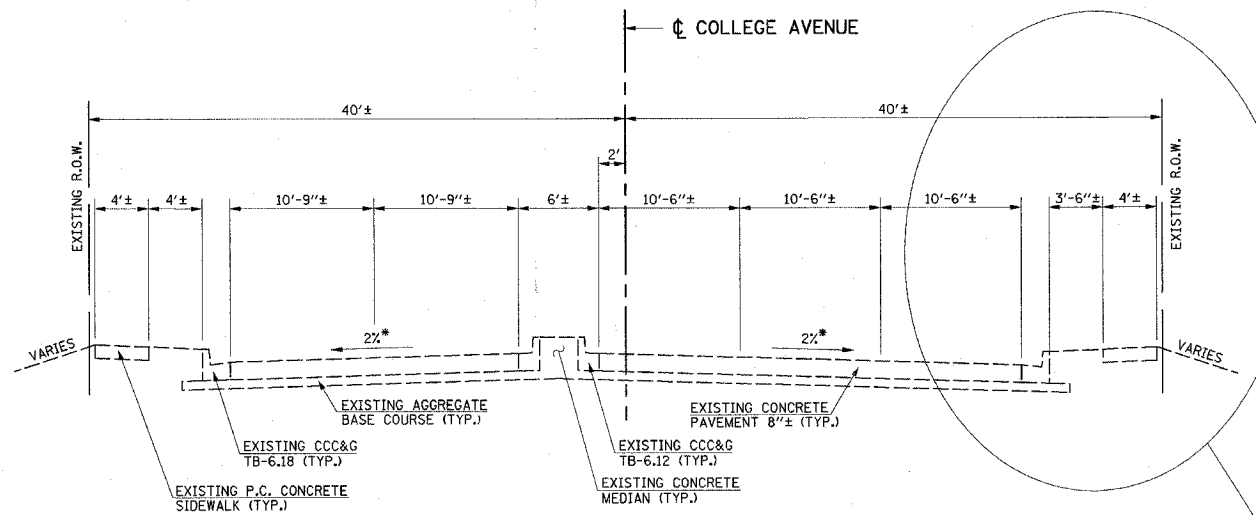 ℄ COLLEGE AVENUE
40'±
40'±
2'
EXISTING R.O.W.
4'±
4'±
10'-9"±
10'-9"±
6'±
10'-6"±
10'-6"±
10'-6"±
3'-6"±
4'±
EXISTING R.O.W.
VARIES
2%*
2%*
VARIES
EXISTING AGGREGATE
BASE COURSE (TYP.)
EXISTING CONCRETE
PAVEMENT 8"± (TYP.)
EXISTING CCC&G
TB-6.18 (TYP.)
EXISTING CCC&G
TB-6.12 (TYP.)
EXISTING P.C. CONCRETE
SIDEWALK (TYP.)
EXISTING CONCRETE
MEDIAN (TYP.)